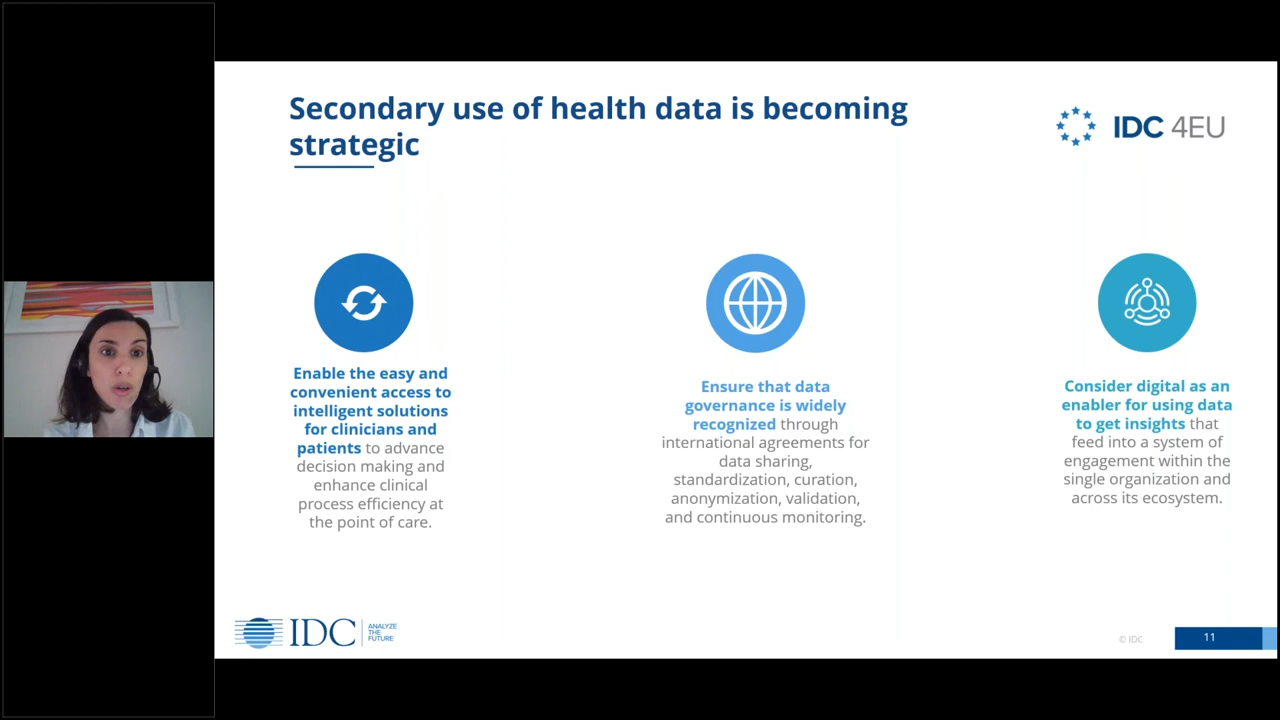 Secondary use of health data is becoming
strategic
IDC 4EU
Enable the easy and
convenient access to
intelligent solutions
for clinicians and
patients to advance
decision making and
enhance clinical
process efficiency at
the point of care.
Ensure that data
governance is widely
recognized through
international agreements for
data sharing,
standardization, curation,
anonymization, validation,
and continuous monitoring.
Consider digital as an
enabler for using data
to get insights that
feed into a system of
engagement within the
single organization and
across its ecosystem.
IDC
ANALYZE
THE
FUTURE
© IDC
11